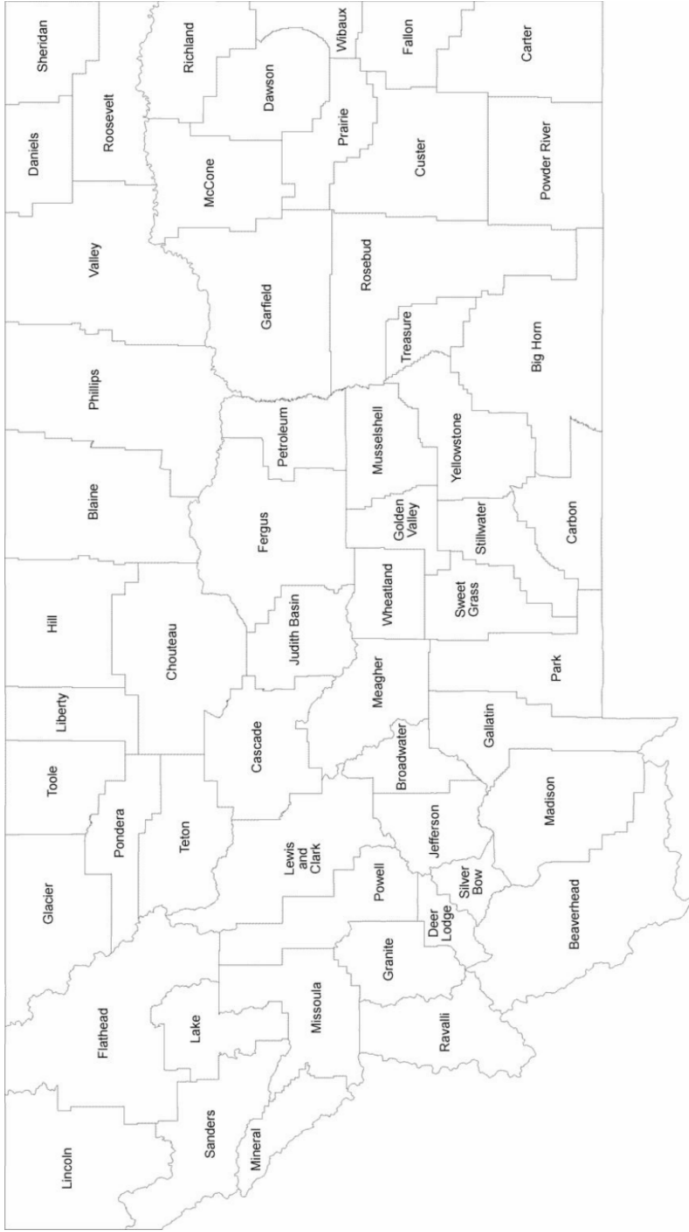 Lincoln
Flathead
Glacier
Toole
Liberty
Hill
Blaine
Phillips
Valley
Daniels
Sheridan
Roosevelt
Sanders
Lake
Pondera
Teton
Chouteau
Richland
McCone
Dawson
Mineral
Missoula
Lewis
and
Clark
Cascade
Judith Basin
Fergus
Petroleum
Garfield
Prairie
Wibaux
Ravalli
Granite
Powell
Deer
Lodge
Silver
Bow
Jefferson
Broadwater
Meagher
Wheatland
Golden
Valley
Musselshell
Rosebud
Treasure
Custer
Fallon
Beaverhead
Madison
Gallatin
Park
Sweet
Grass
Stillwater
Yellowstone
Carbon
Big Horn
Powder River
Carter